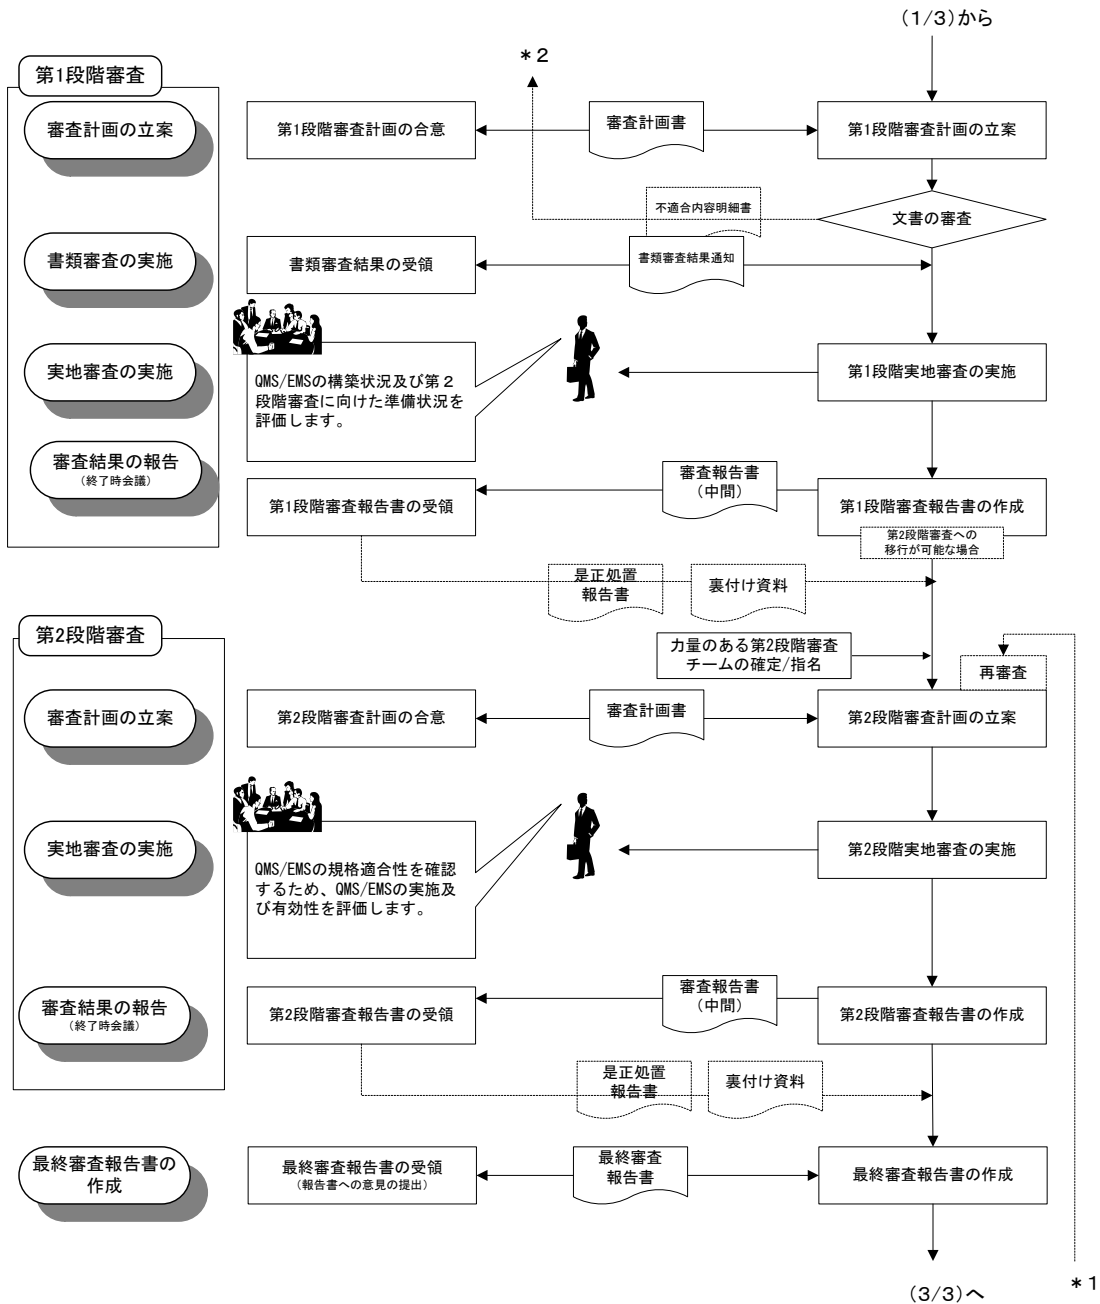 （1/3）から
＊2
第1段階審査
審査計画の立案
第1段階審査計画の合意
審査計画書
第1段階審査計画の立案
不適合内容明細書
文書の審査
書類審査の実施
書類審査結果の受領
書類審査結果通知
実地審査の実施
QMS/EMSの構築状況及び第２
段階審査に向けた準備状況を
評価します。
第1段階実地審査の実施
審査結果の報告
（終了時会議）
第1段階審査報告書の受領
審査報告書
（中間）
第1段階審査報告書の作成
第2段階審査への
移行が可能な場合
是正処置
報告書
裏付け資料
第2段階審査
力量のある第2段階審査
チームの確定/指名
再審査
審査計画の立案
第2段階審査計画の合意
審査計画書
第2段階審査計画の立案
実地審査の実施
QMS/EMSの規格適合性を確認
するため、QMS/EMSの実施及
び有効性を評価します。
第2段階実地審査の実施
審査結果の報告
（終了時会議）
第2段階審査報告書の受領
審査報告書
（中間）
第2段階審査報告書の作成
是正処置
報告書
裏付け資料
最終審査報告書の
作成
最終審査報告書の受領
（報告書への意見の提出）
最終審査
報告書
最終審査報告書の作成
（3/3）へ
＊1